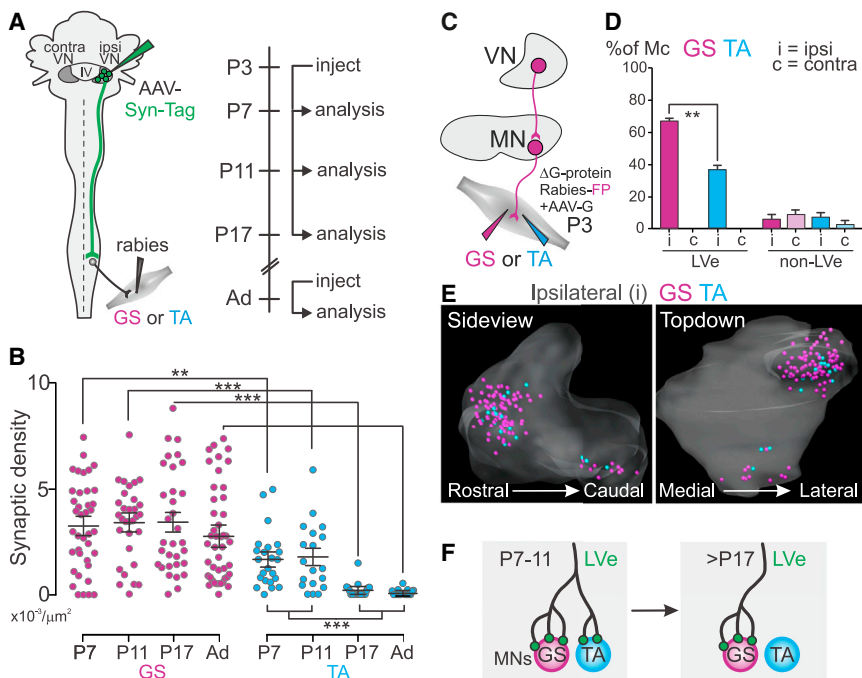 A
contra
VN
ipsi
VN
IV
AAV-
Syn-Tag
rabies
GS or TA
P3
inject
P7
analysis
P11
analysis
P17
analysis
Ad
inject
analysis
B
Synaptic density
x10⁻³/µm²
10
5
0
**
***
***
***
P7 P11 P17 Ad P7 P11 P17 Ad
GS TA
C
VN
MN
ΔG-protein
Rabies-FP
+AAV-G
P3
GS or TA
D
%of Mc GS TA i = ipsi
c = contra
100
80
60
40
20
0
**
i c i c i c i c
LVe non-LVe
E Ipsilateral (i) GS TA
Sideview Topdown
Rostral Caudal Medial Lateral
F
P7-11 LVe >P17 LVe
MNs GS TA GS TA